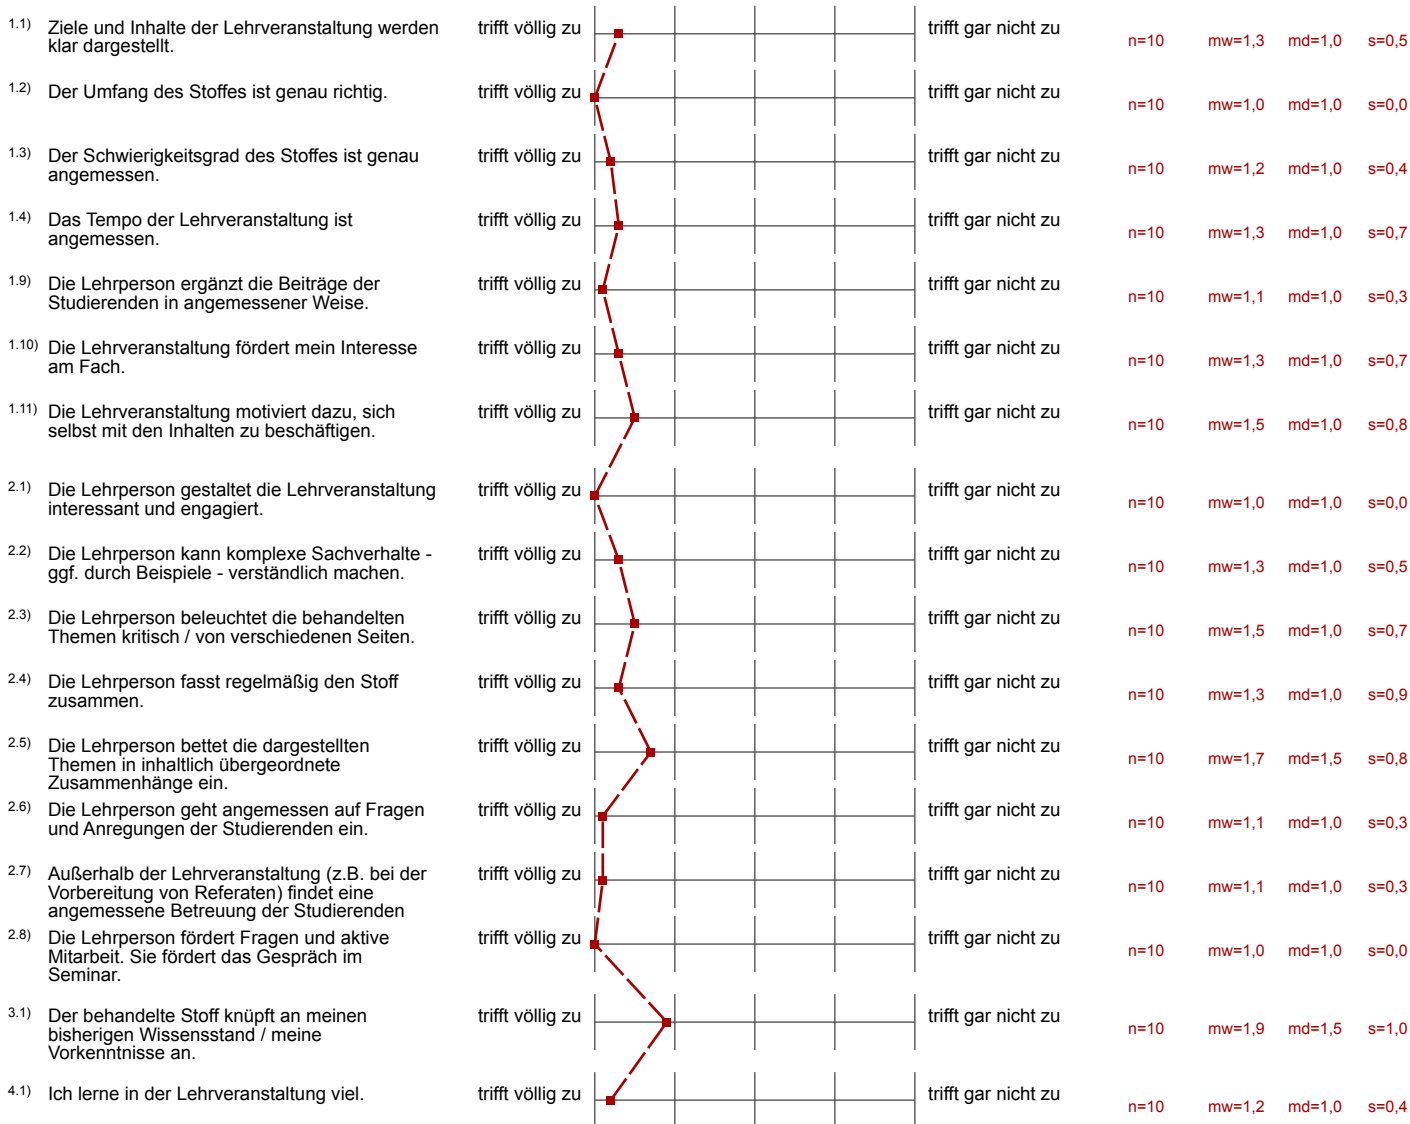 1.1) Ziele und Inhalte der Lehrveranstaltung werden klar dargestellt. trifft völlig zu trifft gar nicht zu n=10 mw=1,3 md=1,0 s=0,5
1.2) Der Umfang des Stoffes ist genau richtig. trifft völlig zu trifft gar nicht zu n=10 mw=1,0 md=1,0 s=0,0
1.3) Der Schwierigkeitsgrad des Stoffes ist genau angemessen. trifft völlig zu trifft gar nicht zu n=10 mw=1,2 md=1,0 s=0,4
1.4) Das Tempo der Lehrveranstaltung ist angemessen. trifft völlig zu trifft gar nicht zu n=10 mw=1,3 md=1,0 s=0,7
1.9) Die Lehrperson ergänzt die Beiträge der Studierenden in angemessener Weise. trifft völlig zu trifft gar nicht zu n=10 mw=1,1 md=1,0 s=0,3
1.10) Die Lehrveranstaltung fördert mein Interesse am Fach. trifft völlig zu trifft gar nicht zu n=10 mw=1,3 md=1,0 s=0,7
1.11) Die Lehrveranstaltung motiviert dazu, sich selbst mit den Inhalten zu beschäftigen. trifft völlig zu trifft gar nicht zu n=10 mw=1,5 md=1,0 s=0,8
2.1) Die Lehrperson gestaltet die Lehrveranstaltung interessant und engagiert. trifft völlig zu trifft gar nicht zu n=10 mw=1,0 md=1,0 s=0,0
2.2) Die Lehrperson kann komplexe Sachverhalte - ggf. durch Beispiele - verständlich machen. trifft völlig zu trifft gar nicht zu n=10 mw=1,3 md=1,0 s=0,5
2.3) Die Lehrperson beleuchtet die behandelten Themen kritisch / von verschiedenen Seiten. trifft völlig zu trifft gar nicht zu n=10 mw=1,5 md=1,0 s=0,7
2.4) Die Lehrperson fasst regelmäßig den Stoff zusammen. trifft völlig zu trifft gar nicht zu n=10 mw=1,3 md=1,0 s=0,9
2.5) Die Lehrperson bettet die dargestellten Themen in inhaltlich übergeordnete Zusammenhänge ein. trifft völlig zu trifft gar nicht zu n=10 mw=1,7 md=1,5 s=0,8
2.6) Die Lehrperson geht angemessen auf Fragen und Anregungen der Studierenden ein. trifft völlig zu trifft gar nicht zu n=10 mw=1,1 md=1,0 s=0,3
2.7) Außerhalb der Lehrveranstaltung (z.B. bei der Vorbereitung von Referaten) findet eine angemessene Betreuung der Studierenden trifft völlig zu trifft gar nicht zu n=10 mw=1,1 md=1,0 s=0,3
2.8) Die Lehrperson fördert Fragen und aktive Mitarbeit. Sie fördert das Gespräch im Seminar. trifft völlig zu trifft gar nicht zu n=10 mw=1,0 md=1,0 s=0,0
3.1) Der behandelte Stoff knüpft an meinen bisherigen Wissensstand / meine Vorkenntnisse an. trifft völlig zu trifft gar nicht zu n=10 mw=1,9 md=1,5 s=1,0
4.1) Ich lerne in der Lehrveranstaltung viel. trifft völlig zu trifft gar nicht zu n=10 mw=1,2 md=1,0 s=0,4